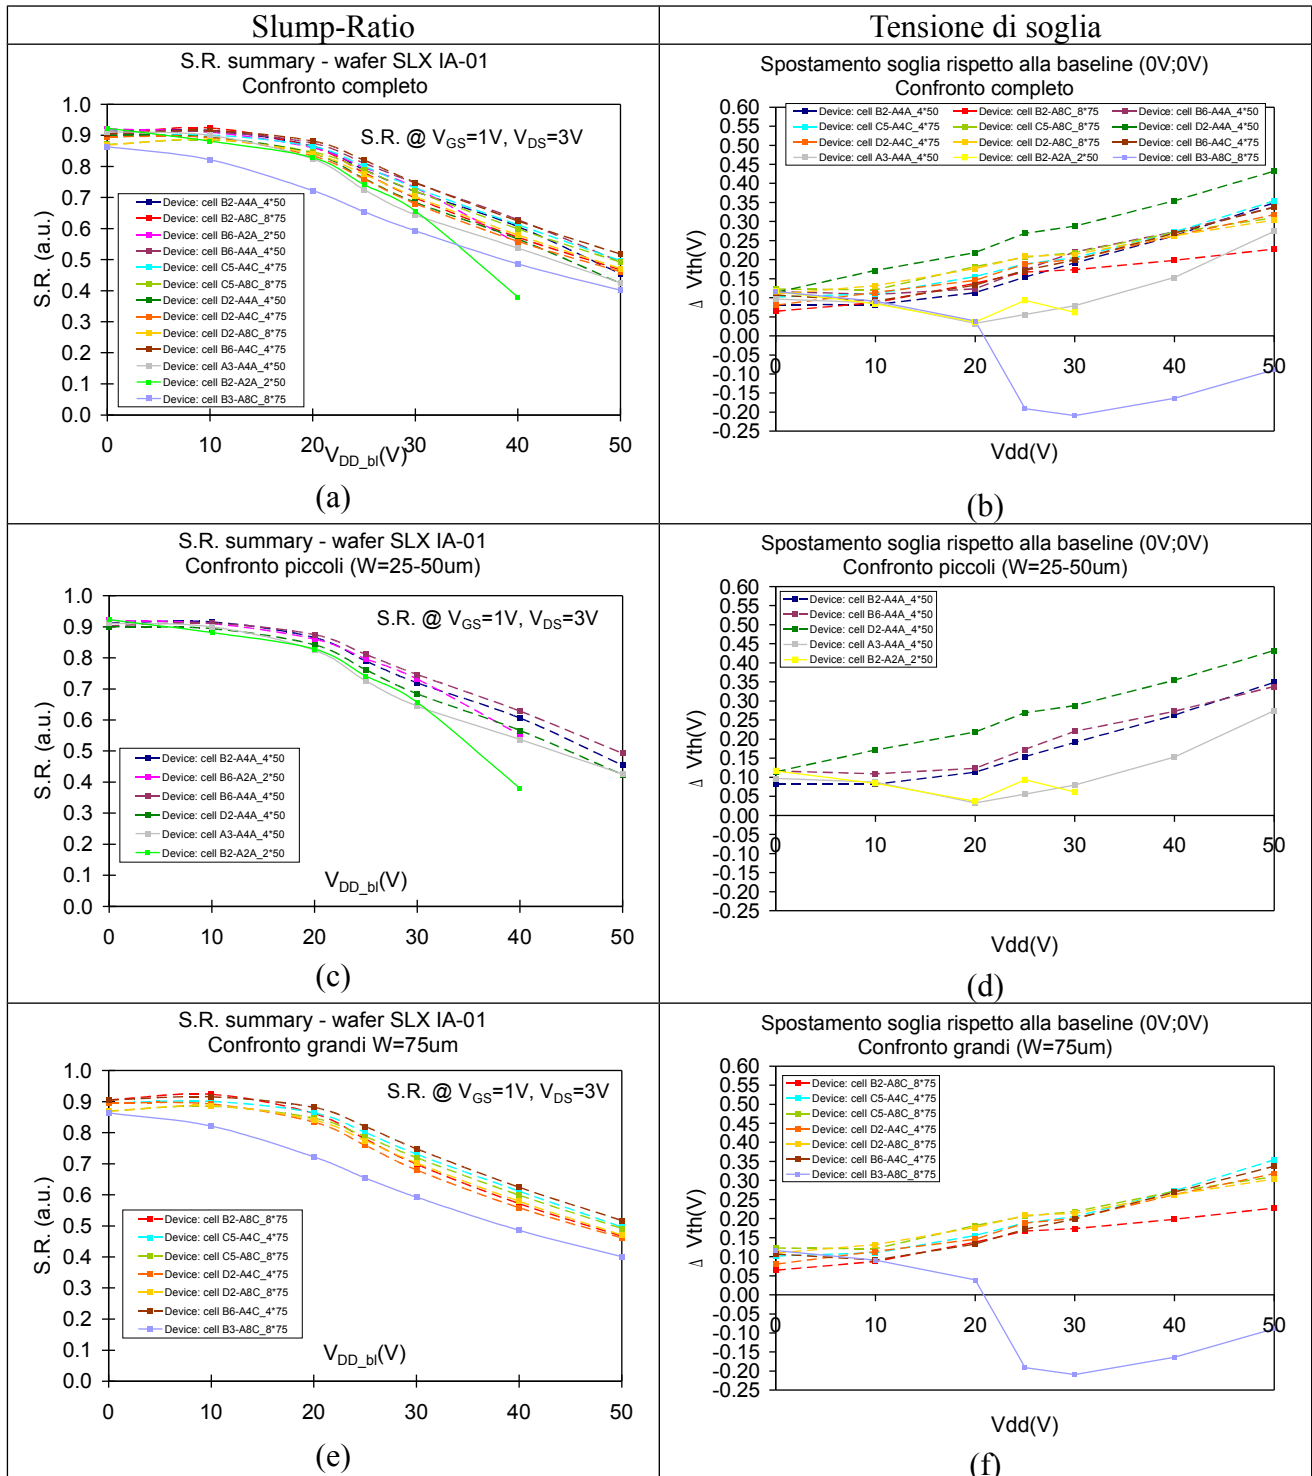 Slump-Ratio
Tensione di soglia
S.R. summary - wafer SLX IA-01
Confronto completo
S.R. @ VGS=1V, VDS=3V
S.R. (a.u.)
1.0
0.9
0.8
0.7
0.6
0.5
0.4
0.3
0.2
0.1
0.0
Device: cell B2-A4A_4*50
Device: cell B2-A8C_8*75
Device: cell B6-A2A_2*50
Device: cell B6-A4A_4*50
Device: cell C5-A4C_4*75
Device: cell C5-A8C_8*75
Device: cell D2-A4A_4*50
Device: cell D2-A4C_4*75
Device: cell D2-A8C_8*75
Device: cell B6-A4C_4*75
Device: cell A3-A4A_4*50
Device: cell B2-A2A_2*50
Device: cell B3-A8C_8*75
0 10 20 30 40 50
VDD_bl(V)
(a)
Spostamento soglia rispetto alla baseline (0V;0V)
Confronto completo
Δ Vth(V)
0.60
0.55
0.50
0.45
0.40
0.35
0.30
0.25
0.20
0.15
0.10
0.05
0.00
-0.05
-0.10
-0.15
-0.20
-0.25
Device: cell B2-A4A_4*50 Device: cell B2-A8C_8*75 Device: cell B6-A4A_4*50
Device: cell C5-A4C_4*75 Device: cell C5-A8C_8*75 Device: cell D2-A4A_4*50
Device: cell D2-A4C_4*75 Device: cell D2-A8C_8*75 Device: cell B6-A4C_4*75
Device: cell A3-A4A_4*50 Device: cell B2-A2A_2*50 Device: cell B3-A8C_8*75
0 10 20 30 40 50
Vdd(V)
(b)
S.R. summary - wafer SLX IA-01
Confronto piccoli (W=25-50um)
S.R. @ VGS=1V, VDS=3V
S.R. (a.u.)
1.0
0.9
0.8
0.7
0.6
0.5
0.4
0.3
0.2
0.1
0.0
Device: cell B2-A4A_4*50
Device: cell B6-A2A_2*50
Device: cell B6-A4A_4*50
Device: cell D2-A4A_4*50
Device: cell A3-A4A_4*50
Device: cell B2-A2A_2*50
VDD_bl(V)
0 10 20 30 40 50
(c)
Spostamento soglia rispetto alla baseline (0V;0V)
Confronto piccoli (W=25-50um)
Δ Vth(V)
0.60
0.55
0.50
0.45
0.40
0.35
0.30
0.25
0.20
0.15
0.10
0.05
0.00
-0.05
-0.10
-0.15
-0.20
-0.25
Device: cell B2-A4A_4*50
Device: cell B6-A4A_4*50
Device: cell D2-A4A_4*50
Device: cell A3-A4A_4*50
Device: cell B2-A2A_2*50
0 10 20 30 40 50
Vdd(V)
(d)
S.R. summary - wafer SLX IA-01
Confronto grandi W=75um
S.R. @ VGS=1V, VDS=3V
S.R. (a.u.)
1.0
0.9
0.8
0.7
0.6
0.5
0.4
0.3
0.2
0.1
0.0
Device: cell B2-A8C_8*75
Device: cell C5-A4C_4*75
Device: cell C5-A8C_8*75
Device: cell D2-A4C_4*75
Device: cell D2-A8C_8*75
Device: cell B6-A4C_4*75
Device: cell B3-A8C_8*75
VDD_bl(V)
0 10 20 30 40 50
(e)
Spostamento soglia rispetto alla baseline (0V;0V)
Confronto grandi (W=75um)
Δ Vth(V)
0.60
0.55
0.50
0.45
0.40
0.35
0.30
0.25
0.20
0.15
0.10
0.05
0.00
-0.05
-0.10
-0.15
-0.20
-0.25
Device: cell B2-A8C_8*75
Device: cell C5-A4C_4*75
Device: cell C5-A8C_8*75
Device: cell D2-A4C_4*75
Device: cell D2-A8C_8*75
Device: cell B6-A4C_4*75
Device: cell B3-A8C_8*75
0 10 20 30 40 50
Vdd(V)
(f)